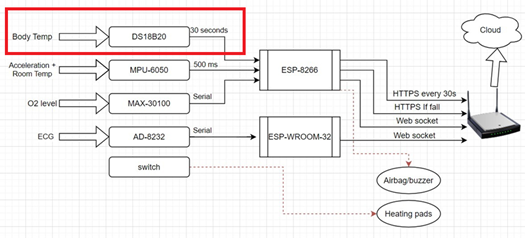 Cloud
Body Temp
DS18B20
30 seconds
Acceleration +
Room Temp
MPU-6050
500 ms
ESP-8266
O2 level
MAX-30100
Serial
HTTPS every 30s
HTTPS If fall
Web socket
ECG
AD-8232
Serial
ESP-WROOM-32
Web socket
switch
Airbag/buzzer
Heating pads